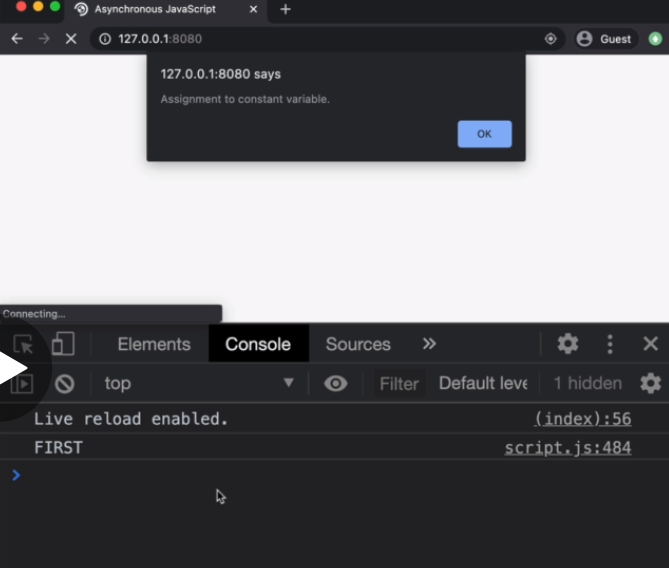 Asynchronous JavaScript
127.0.0.1:8080
Guest
127.0.0.1:8080 says
Assignment to constant variable.
OK
Connecting...
Elements Console Sources
top Filter Default leve 1 hidden
Live reload enabled. (index):56
FIRST script.js:484